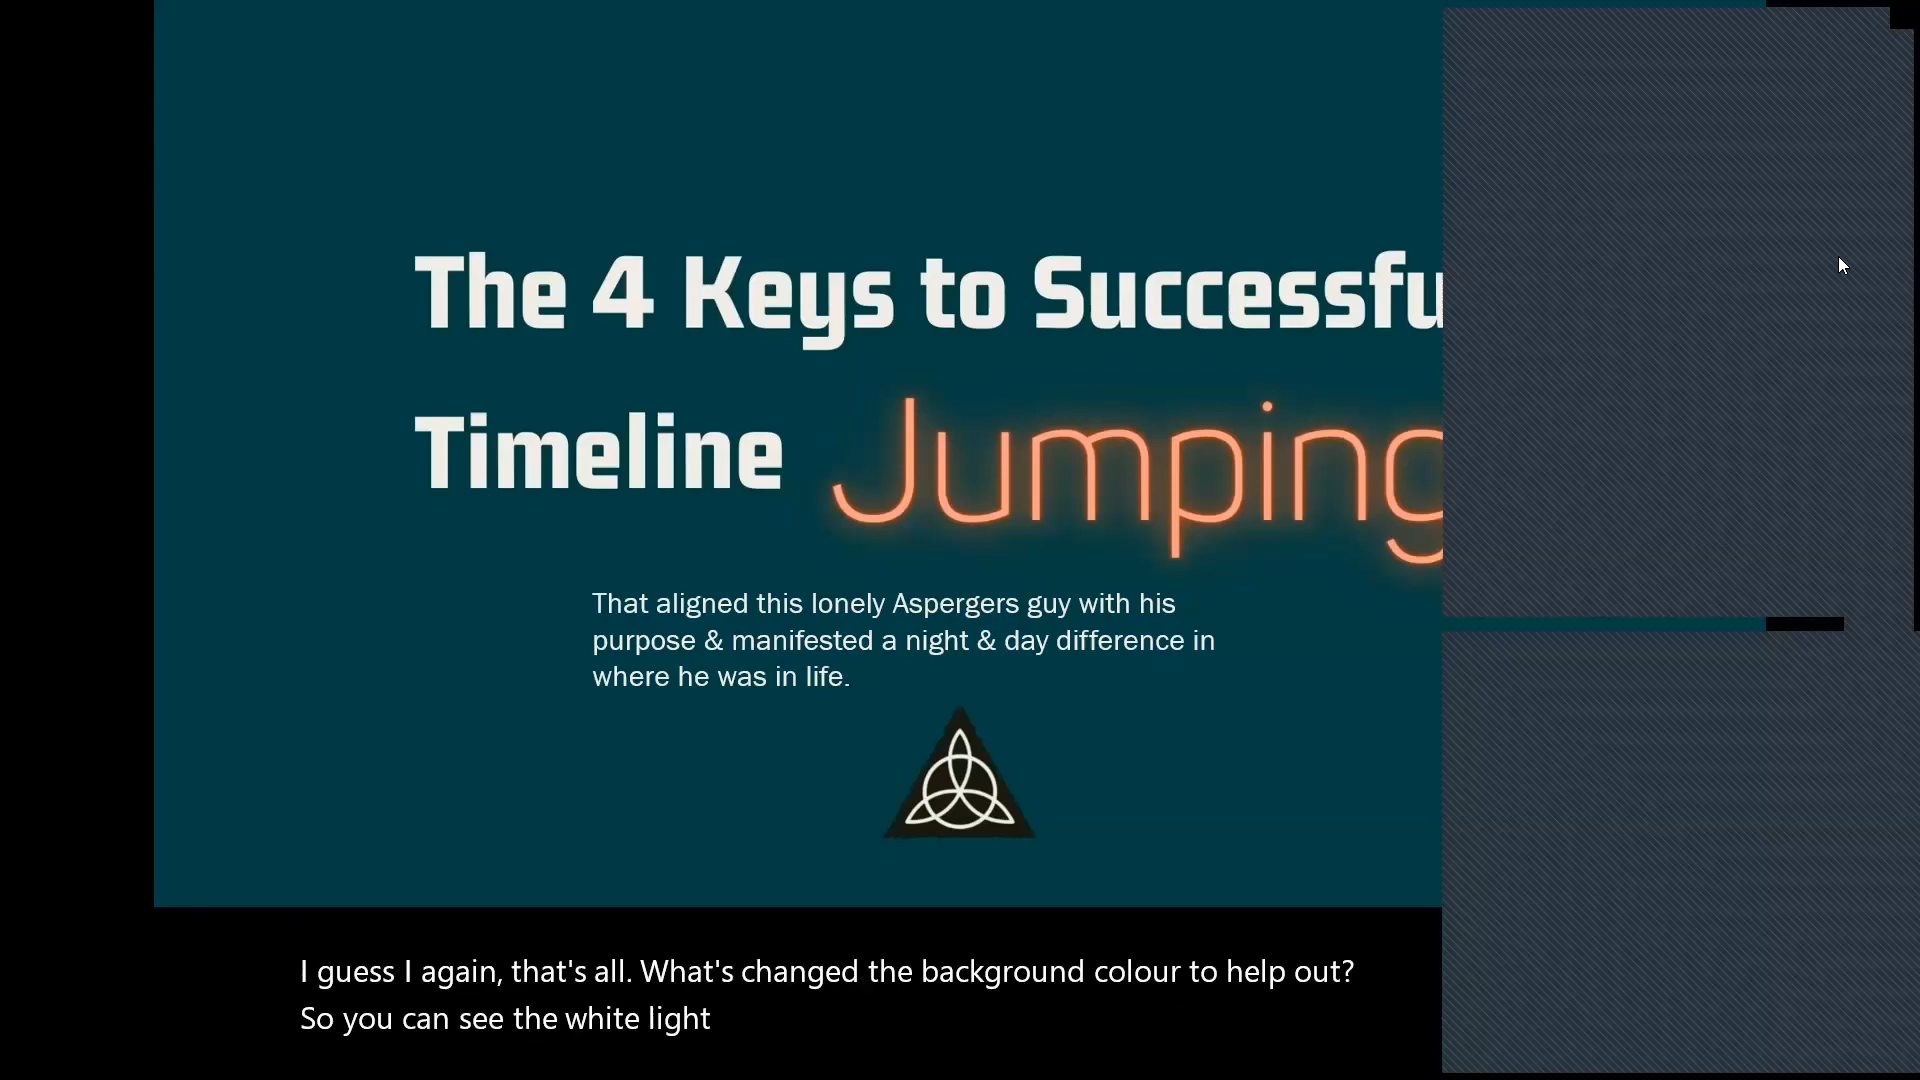 The 4 Keys to Successfu
Timeline Jumping
That aligned this lonely Aspergers guy with his
purpose & manifested a night & day difference in
where he was in life.
I guess I again, that's all. What's changed the background colour to help out?
So you can see the white light